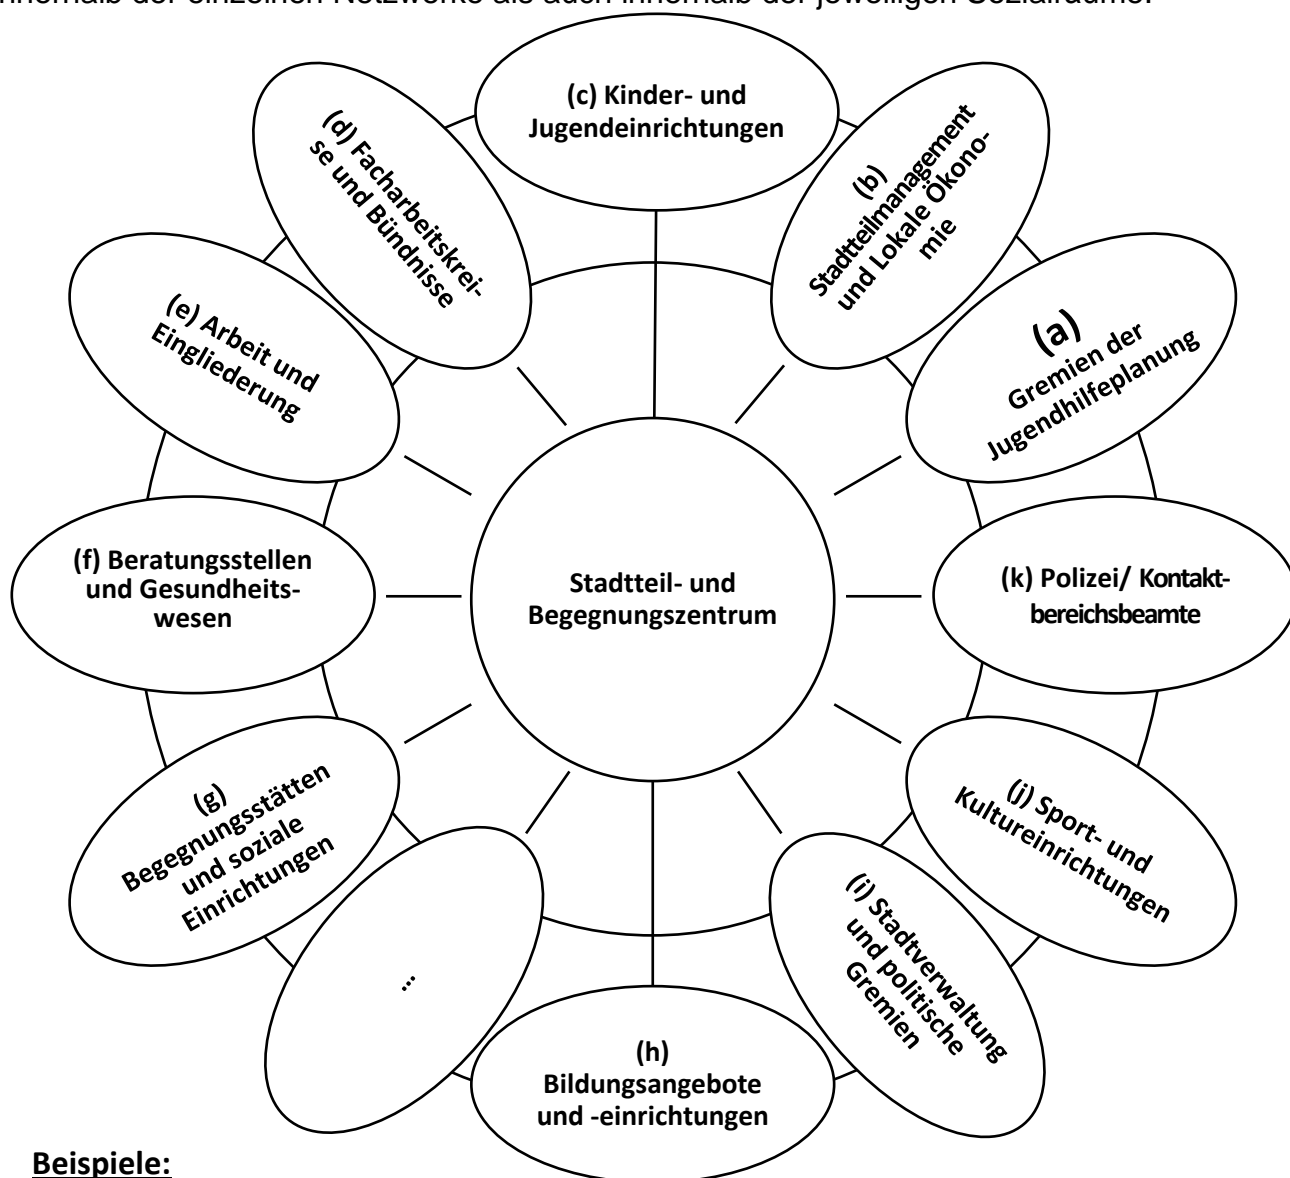 innerhalb der einzelnen Netzwerke als auch innerhalb der jeweiligen Sozialräume.
(c) Kinder- und
Jugendeinrichtungen
(d) Facharbeitskrei-
se und Bündnisse
(b)
Stadtteilmanagement
und Lokale Ökono-
mie
(e) Arbeit und
Eingliederung
(a)
Gremien der
Jugendhilfeplanung
(f) Beratungsstellen
und Gesundheits-
wesen
Stadtteil- und
Begegnungszentrum
(k) Polizei/ Kontakt-
bereichsbeamte
(g)
Begegnungsstätten
und soziale
Einrichtungen
(j) Sport- und
Kultureinrichtungen
...
(i) Stadtverwaltung
und politische
Gremien
(h)
Bildungsangebote
und -einrichtungen
Beispiele: